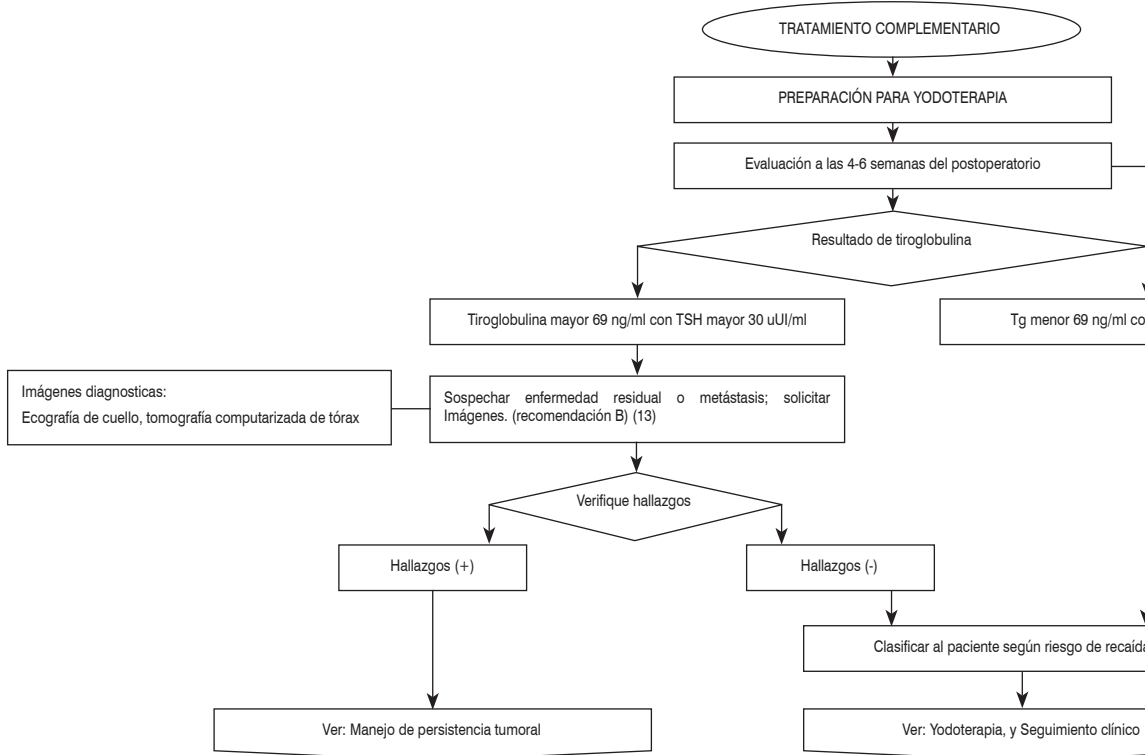 TRATAMIENTO COMPLEMENTARIO
PREPARACIÓN PARA YODOTERAPIA
Evaluación a las 4-6 semanas del postoperatorio
Resultado de tiroglobulina
Tiroglobulina mayor 69 ng/ml con TSH mayor 30 uUI/ml
Tg menor 69 ng/ml co
Imágenes diagnosticas:
Ecografía de cuello, tomografía computarizada de tórax
Sospechar enfermedad residual o metástasis; solicitar
Imágenes. (recomendación B) (13)
Verifique hallazgos
Hallazgos (+)
Hallazgos (-)
Clasificar al paciente según riesgo de recaída
Ver: Manejo de persistencia tumoral
Ver: Yodoterapia, y Seguimiento clínico